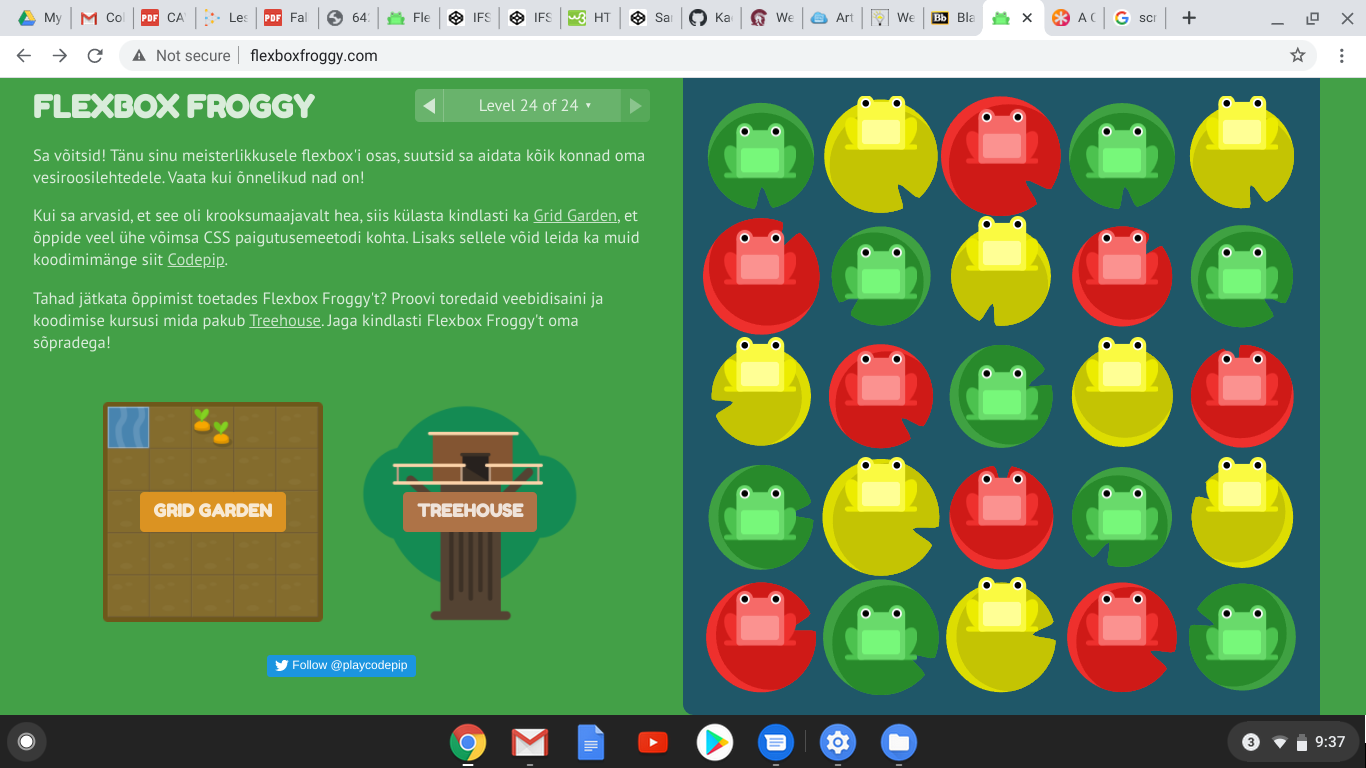 My
Col
CA
Les
Fal
64
Fle
IFS
IFS
HT
Sa
Ka
We
Art
We
Bb
Bla
A
scr
Not secure
flexboxfroggy.com
FLEXBOX FROGGY
Level 24 of 24
Sa võitsid! Tänu sinu meisterlikkusele flexbox'i osas, suutsid sa aidata kõik konnad oma
vesiroosilehtedele. Vaata kui õnnelikud nad on!
Kui sa arvasid, et see oli krooksumaajavalt hea, siis külasta kindlasti ka Grid Garden, et
õppide veel ühe võimsa CSS paigutusemeetodi kohta. Lisaks sellele võid leida ka muid
koodimimänge siit Codepip.
Tahad jätkata õppimist toetades Flexbox Froggy't? Proovi toredaid veebidisaini ja
koodimise kursusi mida pakub Treehouse. Jaga kindlasti Flexbox Froggy't oma
sõpradega!
GRID GARDEN
TREEHOUSE
Follow @playcodepip
3
9:37